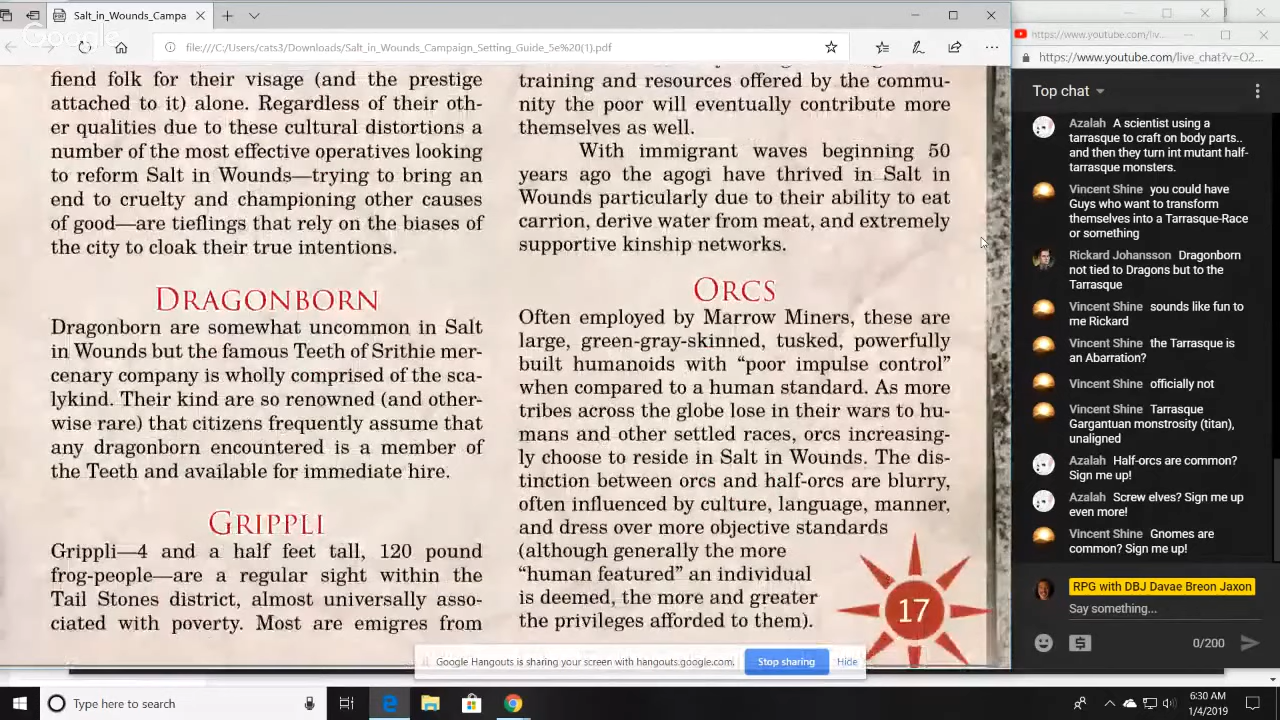 Salt_in_Wounds_Campa
Google
file:///C:/Users/cats3/Downloads/Salt_in_Wounds_Campaign_Setting_Guide_5e%20(1).pdf
fiend folk for their visage (and the prestige
attached to it) alone. Regardless of their oth-
er qualities due to these cultural distortions a
number of the most effective operatives looking
to reform Salt in Wounds—trying to bring an
end to cruelty and championing other causes
of good—are tieflings that rely on the biases of
the city to cloak their true intentions.
DRAGONBORN
Dragonborn are somewhat uncommon in Salt
in Wounds but the famous Teeth of Srithie mer-
cenary company is wholly comprised of the sca-
lykind. Their kind are so renowned (and other-
wise rare) that citizens frequently assume that
any dragonborn encountered is a member of
the Teeth and available for immediate hire.
GRIPPLI
Grippli—4 and a half feet tall, 120 pound
frog-people—are a regular sight within the
Tail Stones district, almost universally asso-
ciated with poverty. Most are emigres from
training and resources offered by the commu-
nity the poor will eventually contribute more
themselves as well.
With immigrant waves beginning 50
years ago the agogi have thrived in Salt in
Wounds particularly due to their ability to eat
carrion, derive water from meat, and extremely
supportive kinship networks.
ORCS
Often employed by Marrow Miners, these are
large, green-gray-skinned, tusked, powerfully
built humanoids with “poor impulse control”
when compared to a human standard. As more
tribes across the globe lose in their wars to hu-
mans and other settled races, orcs increasing-
ly choose to reside in Salt in Wounds. The dis-
tinction between orcs and half-orcs are blurry,
often influenced by culture, language, manner,
and dress over more objective standards
(although generally the more
“human featured” an individual
is deemed, the more and greater
the privileges afforded to them).
17
Google Hangouts is sharing your screen with hangouts.google.com.
Stop sharing
Hide
https://www.youtube.com/liv...
https://www.youtube.com/live_chat?v=O2...
Top chat
Azalah A scientist using a
tarrasque to craft on body parts..
and then they turn int mutant half-
tarrasque monsters.
Vincent Shine you could have
Guys who want to transform
themselves into a Tarrasque-Race
or something
Rickard Johansson Dragonborn
not tied to Dragons but to the
Tarrasque
Vincent Shine sounds like fun to
me Rickard
Vincent Shine the Tarrasque is
an Abarration?
Vincent Shine officially not
Vincent Shine Tarrasque
Gargantuan monstrosity (titan),
unaligned
Azalah Half-orcs are common?
Sign me up!
Azalah Screw elves? Sign me up
even more!
Vincent Shine Gnomes are
common? Sign me up!
RPG with DBJ Davae Breon Jaxon
Say something...
0/200
Type here to search
6:30 AM
1/4/2019